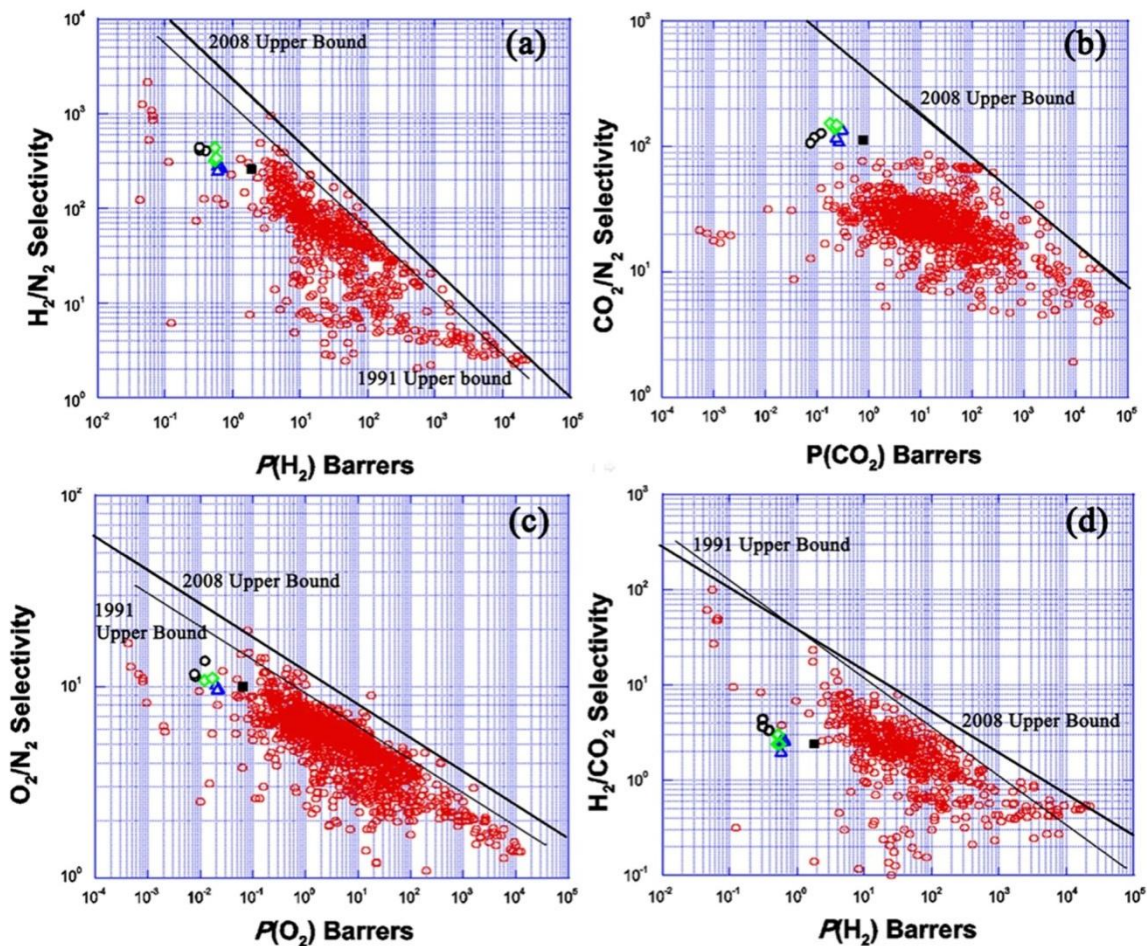 (a)
2008 Upper Bound
1991 Upper bound
H₂/N₂ Selectivity
10⁴
10³
10²
10¹
10⁰
10⁻² 10⁻¹ 10⁰ 10¹ 10² 10³ 10⁴ 10⁵
P(H₂) Barrers
(b)
2008 Upper Bound
CO₂/N₂ Selectivity
10³
10²
10¹
10⁰
10⁻⁴ 10⁻³ 10⁻² 10⁻¹ 10⁰ 10¹ 10² 10³ 10⁴ 10⁵
P(CO₂) Barrers
(c)
2008 Upper Bound
1991
Upper Bound
O₂/N₂ Selectivity
10²
10¹
10⁰
10⁻⁴ 10⁻³ 10⁻² 10⁻¹ 10⁰ 10¹ 10² 10³ 10⁴ 10⁵
P(O₂) Barrers
(d)
1991 Upper Bound
2008 Upper Bound
H₂/CO₂ Selectivity
10³
10²
10¹
10⁰
10⁻¹
10⁻² 10⁻¹ 10⁰ 10¹ 10² 10³ 10⁴ 10⁵
P(H₂) Barrers